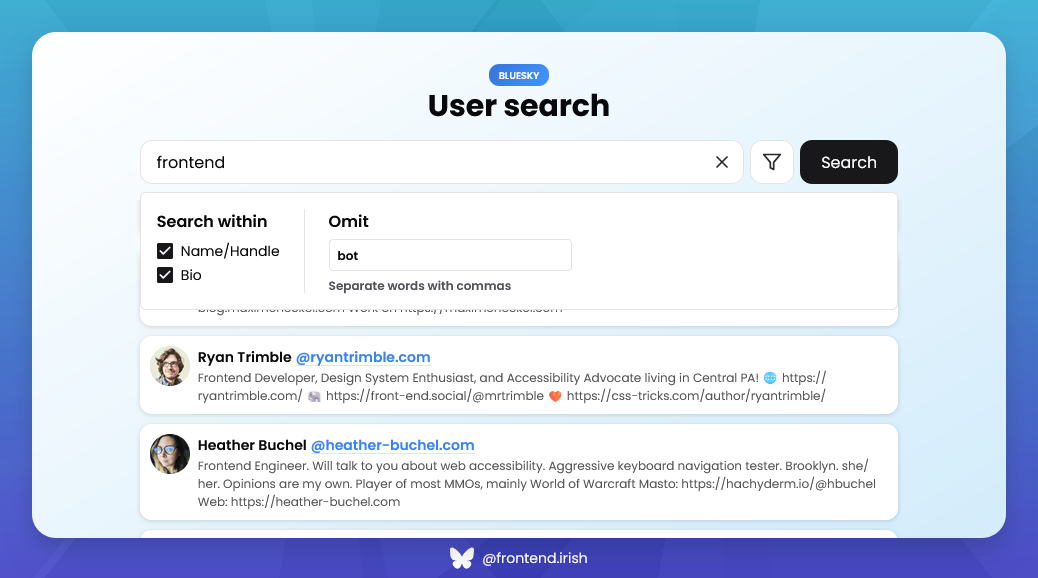 BLUESKY
User search
frontend
Search
Search within
Name/Handle
Bio
Omit
bot
Separate words with commas
Ryan Trimble @ryantrimble.com
Frontend Developer, Design System Enthusiast, and Accessibility Advocate living in Central PA! 🌐 https://
ryantrimble.com/ 🐘 https://front-end.social/@mrtrimble ❤️ https://css-tricks.com/author/ryantrimble/
Heather Buchel @heather-buchel.com
Frontend Engineer. Will talk to you about web accessibility. Aggressive keyboard navigation tester. Brooklyn. she/
her. Opinions are my own. Player of most MMOs, mainly World of Warcraft Masto: https://hachyderm.io/@hbuchel
Web: https://heather-buchel.com
@frontend.irish